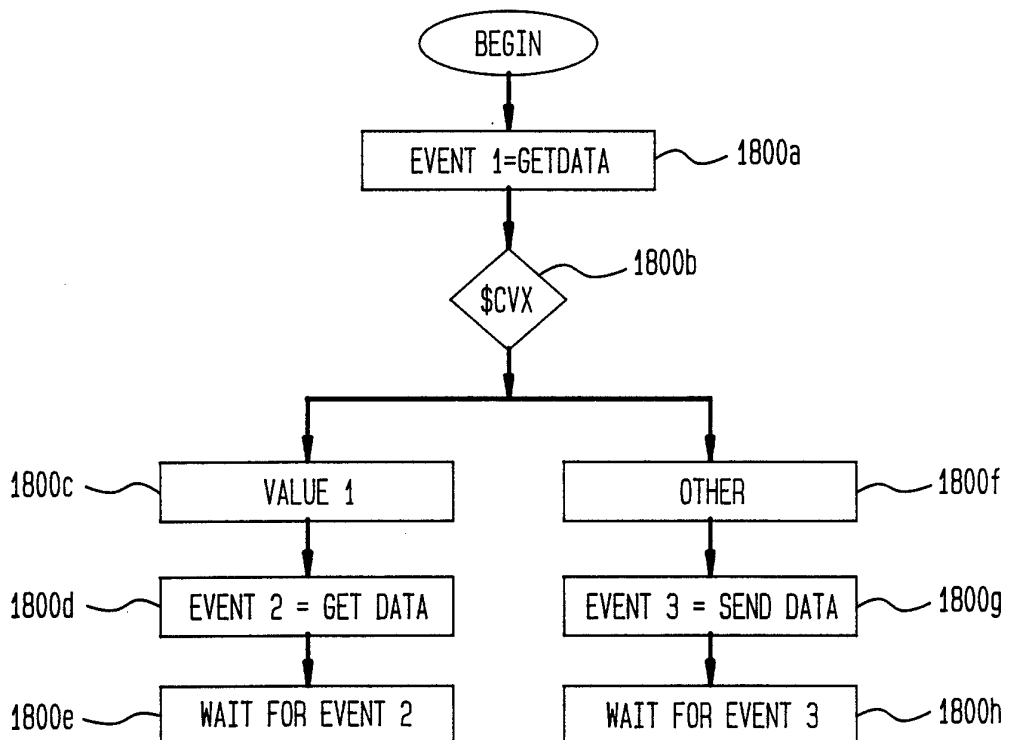 BEGIN
EVENT 1=GETDATA
1800a
$CVX
1800b
1800c
VALUE 1
OTHER
1800f
1800d
EVENT 2 = GET DATA
EVENT 3 = SEND DATA
1800g
1800e
WAIT FOR EVENT 2
WAIT FOR EVENT 3
1800h